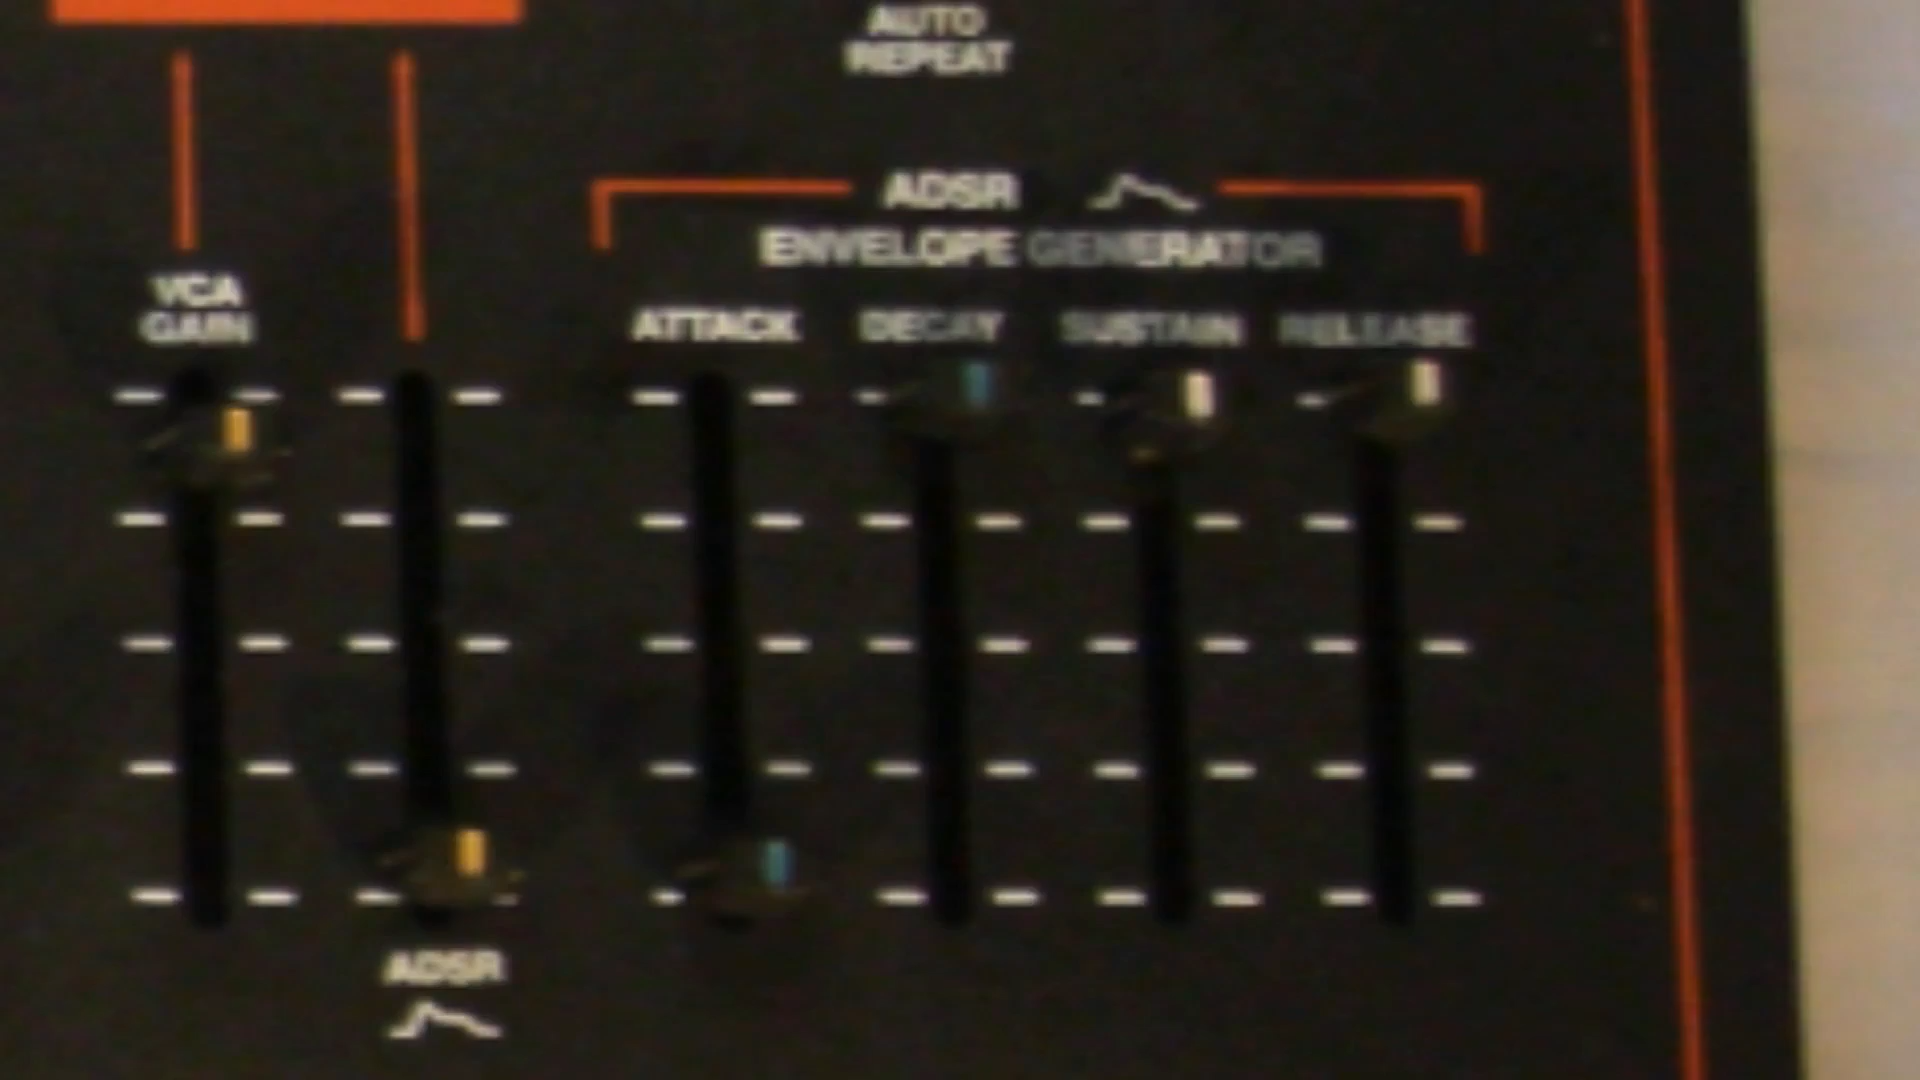 AUTO
REPEAT
ADSR
ENVELOPE GENERATOR
VCA
GAIN
ATTACK DECAY SUSTAIN RELEASE
ADSR